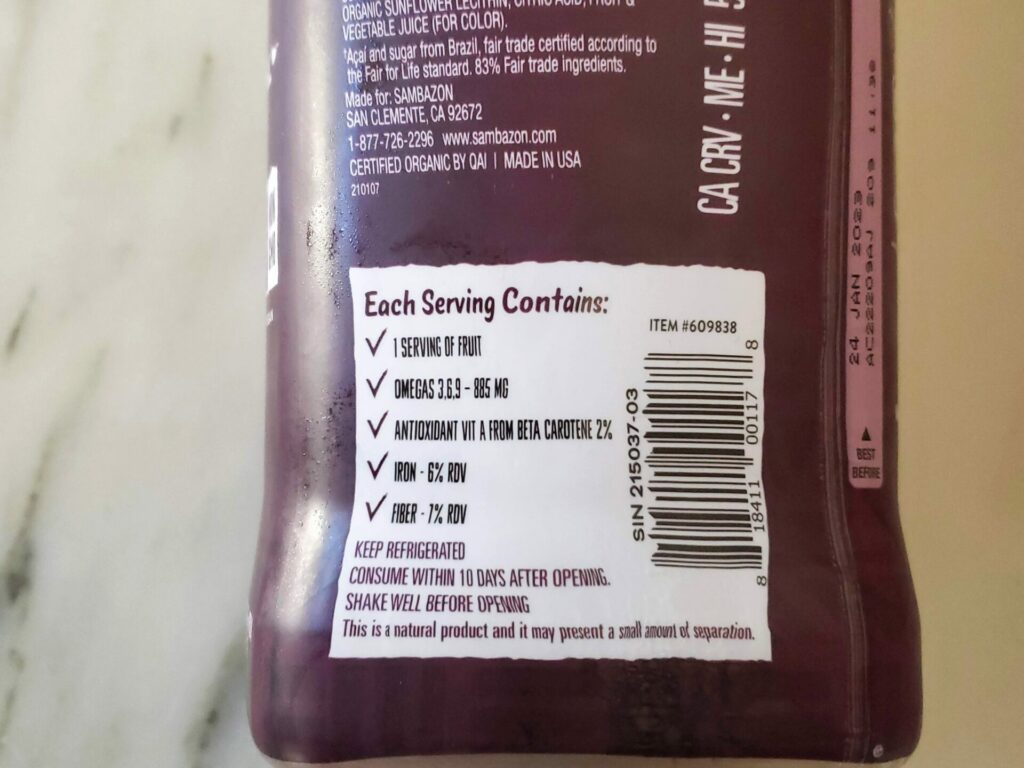 ORGANIC SUNFLOWER LECITHIN, CITRIC ACID, FRUIT &
VEGETABLE JUICE (FOR COLOR).
†Açaí and sugar from Brazil, fair trade certified according to
the Fair for Life standard. 83% Fair trade ingredients.
Made for: SAMBAZON
SAN CLEMENTE, CA 92672
1-877-726-2296 www.sambazon.com
CERTIFIED ORGANIC BY QAI | MADE IN USA
210107
CA CRV • ME • HI
Each Serving Contains:
✓ 1 SERVING OF FRUIT
✓ OMEGAS 3,6,9 – 885 MG
✓ ANTIOXIDANT VIT A FROM BETA CAROTENE 2%
✓ IRON - 6% RDV
✓ FIBER - 7% RDV
KEEP REFRIGERATED
CONSUME WITHIN 10 DAYS AFTER OPENING.
SHAKE WELL BEFORE OPENING
This is a natural product and it may present a small amount of separation.
ITEM #609838
SIN 215037-03
8 18411 00117 8
24 JAN 2023
AC22209AJ 209 11:38
▲ BEST
BEFORE